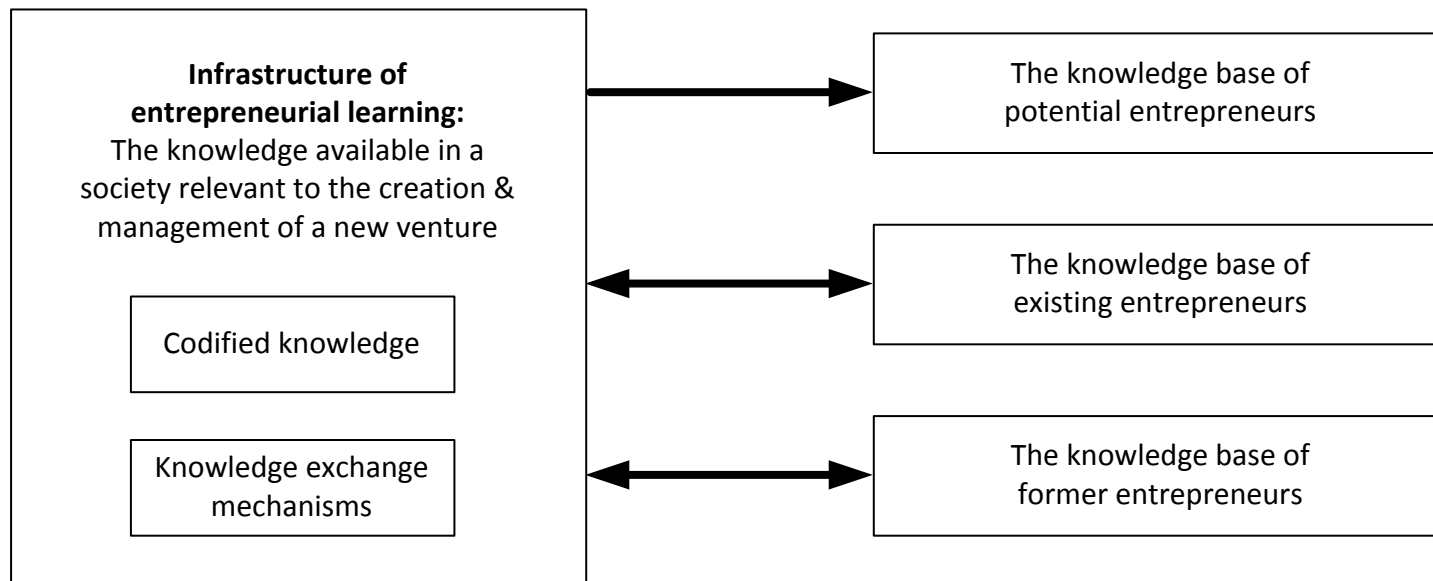 Infrastructure of
entrepreneurial learning:
The knowledge available in a
society relevant to the creation &
management of a new venture
Codified knowledge
Knowledge exchange
mechanisms
The knowledge base of
potential entrepreneurs
The knowledge base of
existing entrepreneurs
The knowledge base of
former entrepreneurs